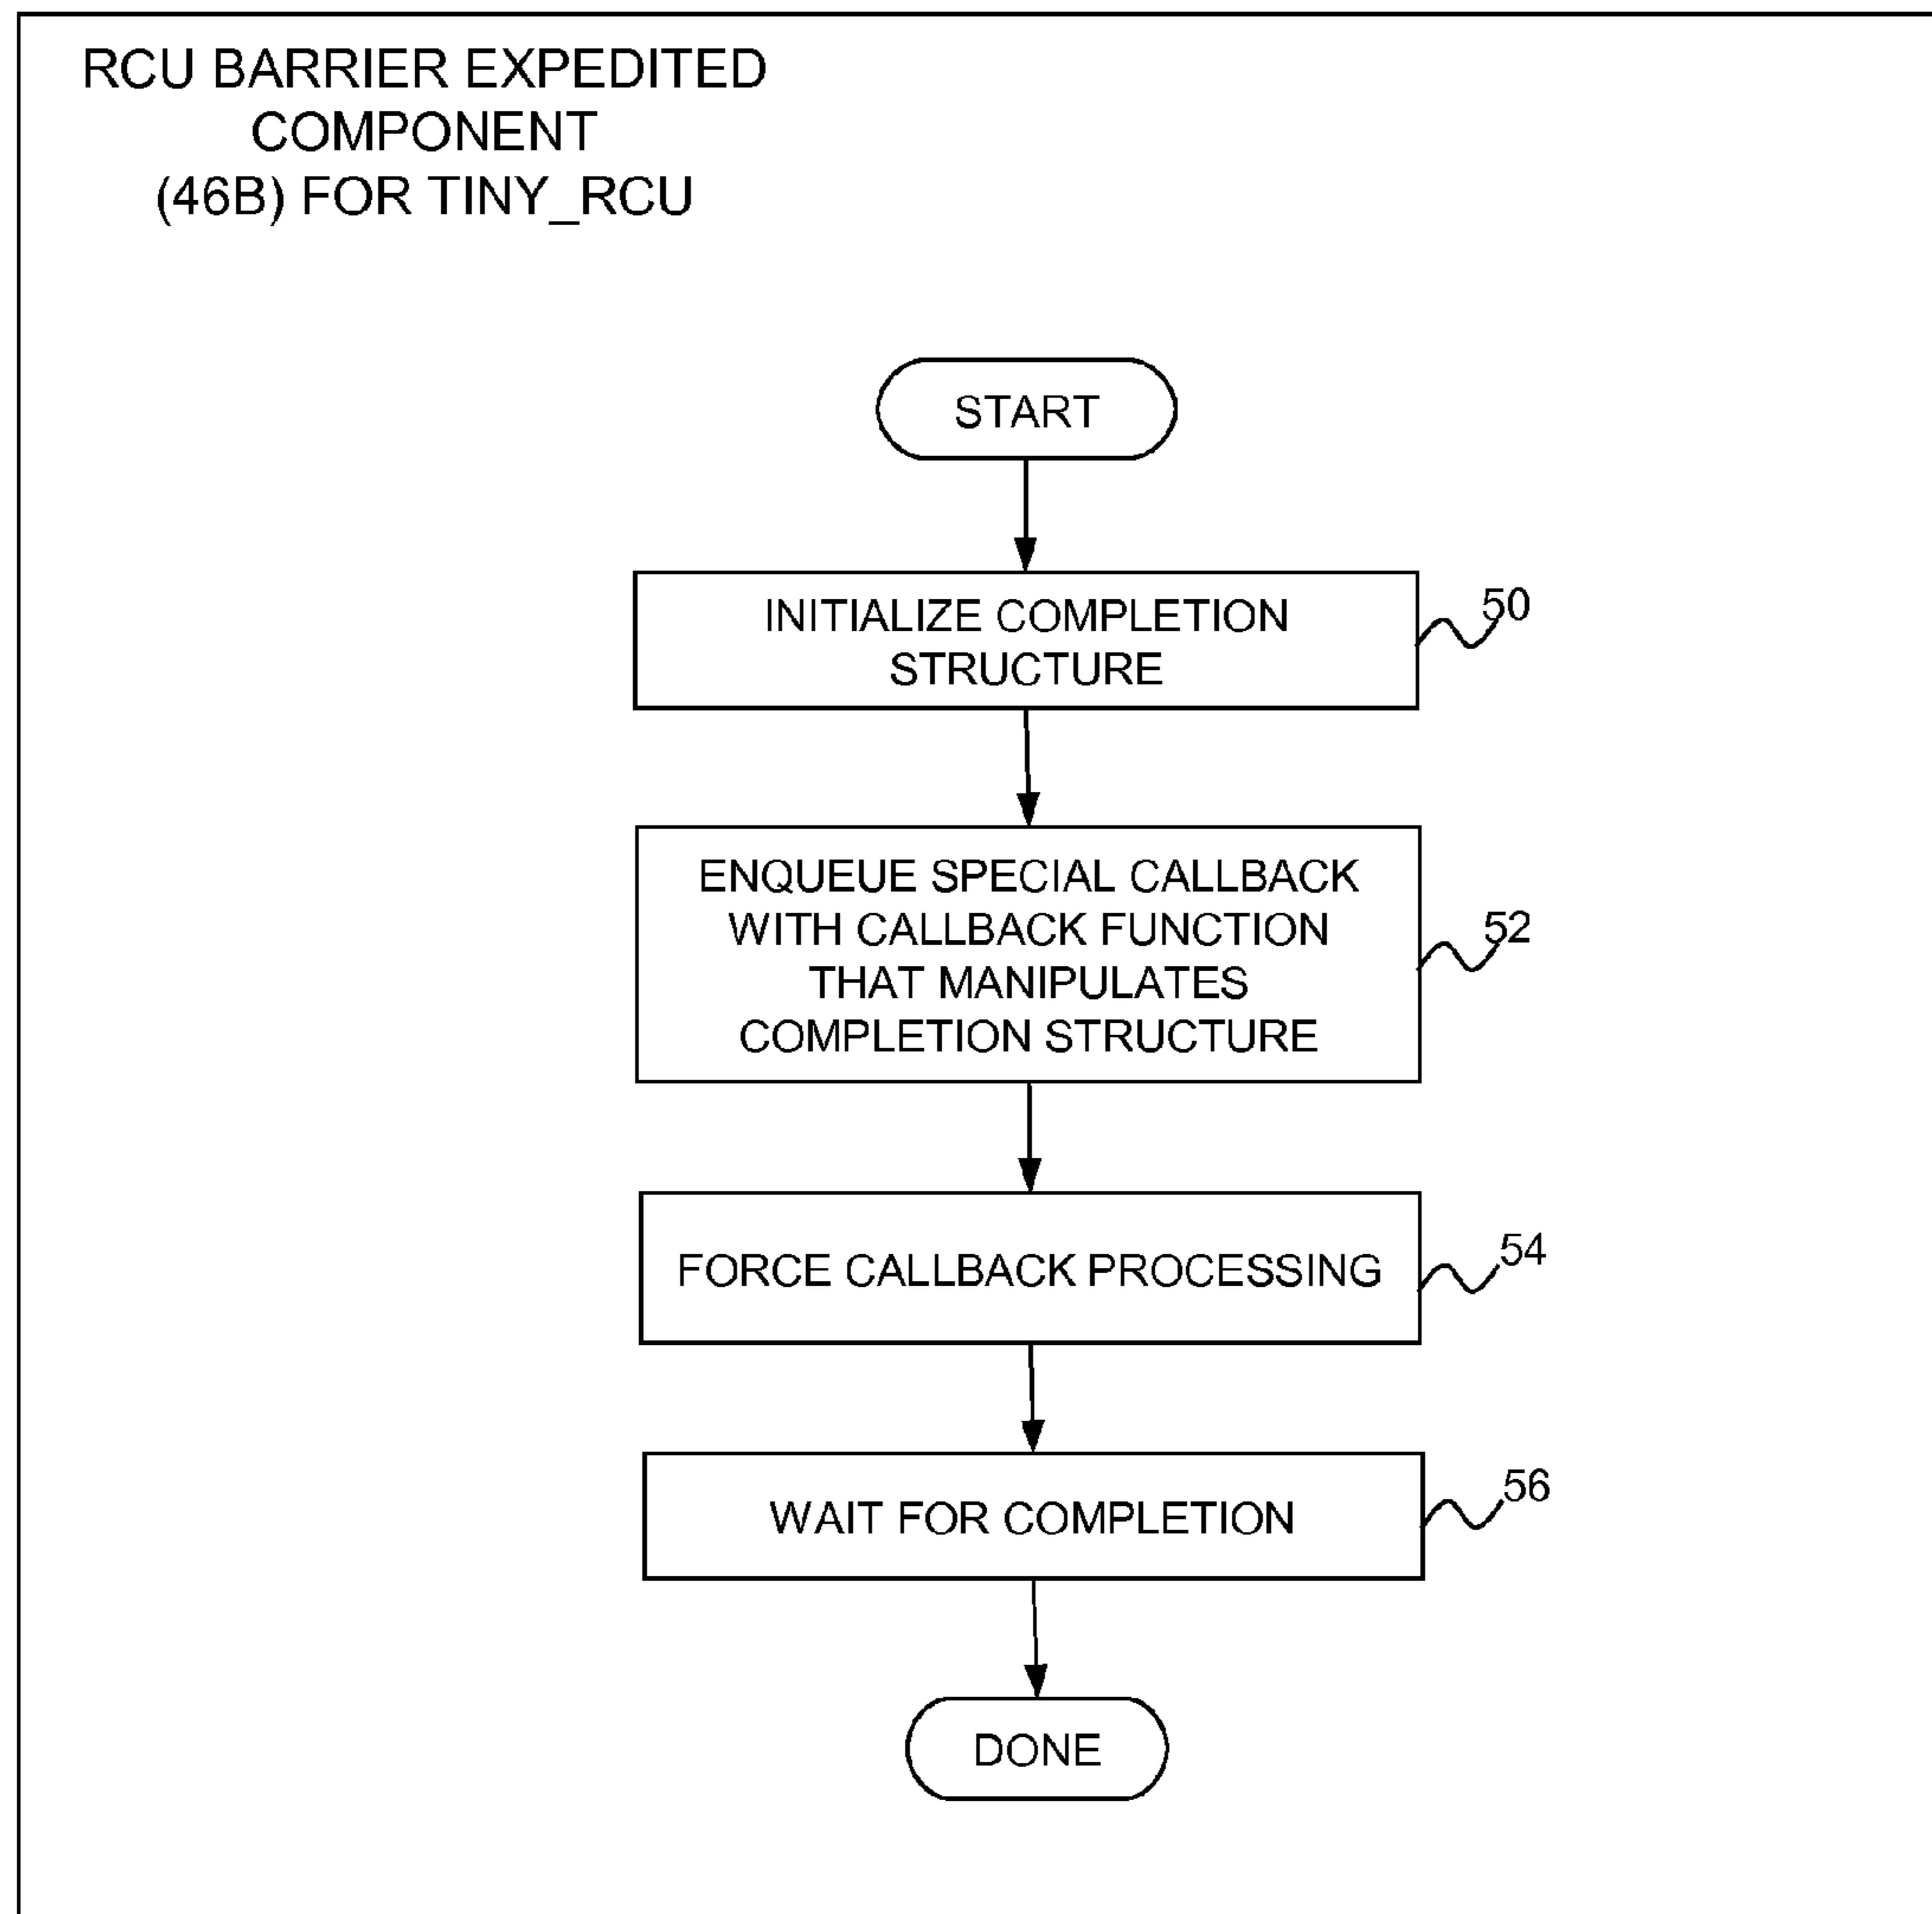 RCU BARRIER EXPEDITED
COMPONENT
(46B) FOR TINY_RCU
START
INITIALIZE COMPLETION
STRUCTURE
50
ENQUEUE SPECIAL CALLBACK
WITH CALLBACK FUNCTION
THAT MANIPULATES
COMPLETION STRUCTURE
52
FORCE CALLBACK PROCESSING
54
WAIT FOR COMPLETION
56
DONE